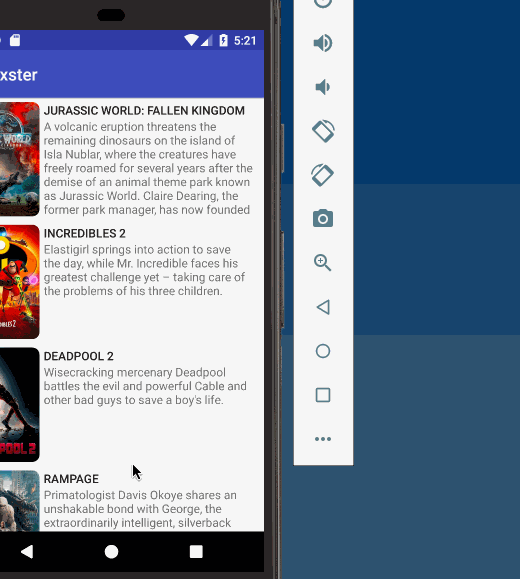 5:21
xster
JURASSIC WORLD: FALLEN KINGDOM
A volcanic eruption threatens the
remaining dinosaurs on the island of
Isla Nublar, where the creatures have
freely roamed for several years after the
demise of an animal theme park known
as Jurassic World. Claire Dearing, the
former park manager, has now founded
INCREDIBLES 2
Elastigirl springs into action to save
the day, while Mr. Incredible faces his
greatest challenge yet – taking care of
the problems of his three children.
DEADPOOL 2
Wisecracking mercenary Deadpool
battles the evil and powerful Cable and
other bad guys to save a boy's life.
RAMPAGE
Primatologist Davis Okoye shares an
unshakable bond with George, the
extraordinarily intelligent, silverback